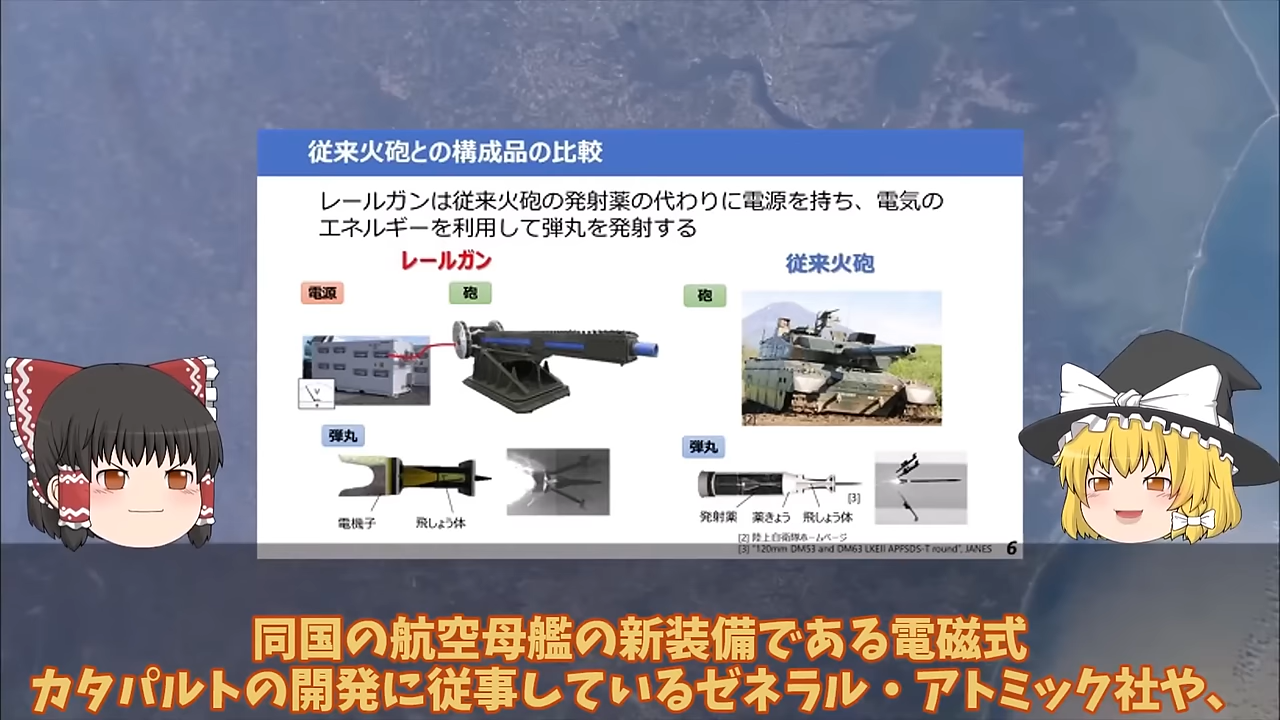 従来火砲との構成品の比較
レールガンは従来火砲の発射薬の代わりに電源を持ち、電気の
エネルギーを利用して弾丸を発射する
レールガン
従来火砲
電源
砲
砲
弾丸
弾丸
電機子
飛しょう体
発射薬
薬きょう
飛しょう体
[3]
[2] 陸上自衛隊ホームページ
[3] "120mm DM53 and DM63 LKEII APFSDS-T round", JANES
6
同国の航空母艦の新装備である電磁式
カタパルトの開発に従事しているゼネラル・アトミック社や、